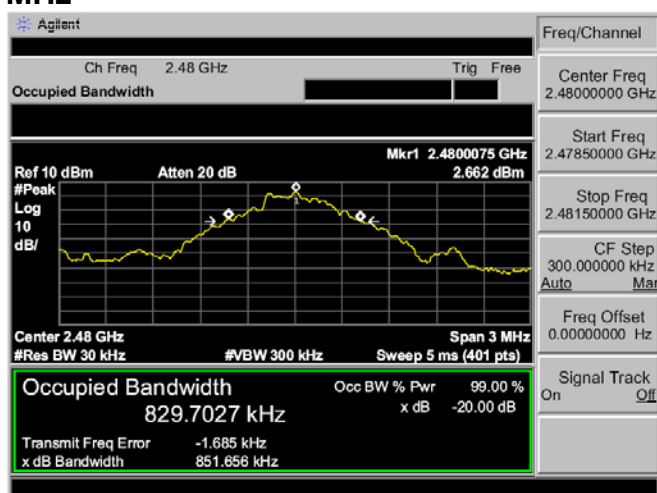 Agilent
Freq/Channel
Ch Freq 2.48 GHz Trig Free
Occupied Bandwidth
Center Freq
2.48000000 GHz
Start Freq
2.47850000 GHz
Stop Freq
2.48150000 GHz
CF Step
300.000000 kHz
Auto Man
Freq Offset
0.00000000 Hz
Signal Track
On Off
Mkr1 2.4800075 GHz
Ref 10 dBm Atten 20 dB 2.662 dBm
#Peak
Log
10
dB/
1
Center 2.48 GHz Span 3 MHz
#Res BW 30 kHz #VBW 300 kHz Sweep 5 ms (401 pts)
Occupied Bandwidth Occ BW % Pwr 99.00 %
829.7027 kHz x dB -20.00 dB
Transmit Freq Error -1.685 kHz
x dB Bandwidth 851.656 kHz